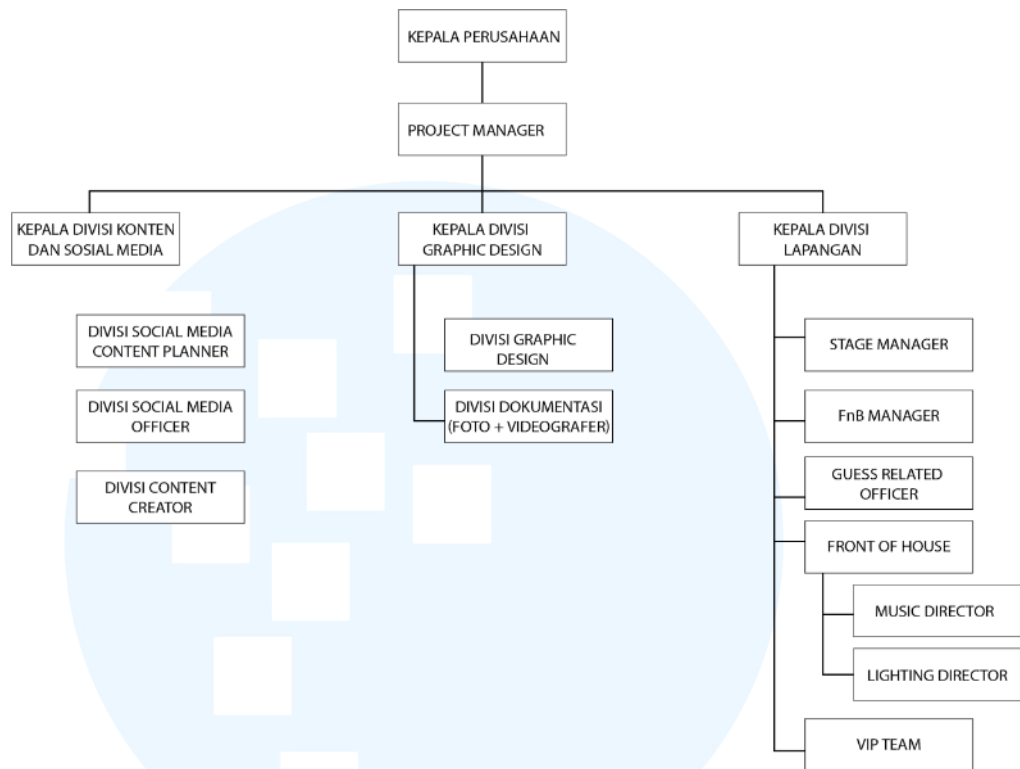 KEPALA PERUSAHAAN
PROJECT MANAGER
KEPALA DIVISI KONTEN
DAN SOSIAL MEDIA
KEPALA DIVISI
GRAPHIC DESIGN
KEPALA DIVISI
LAPANGAN
DIVISI SOCIAL MEDIA
CONTENT PLANNER
DIVISI SOCIAL MEDIA
OFFICER
DIVISI CONTENT
CREATOR
DIVISI GRAPHIC
DESIGN
DIVISI DOKUMENTASI
(FOTO + VIDEOGRAFER)
STAGE MANAGER
FnB MANAGER
GUESS RELATED
OFFICER
FRONT OF HOUSE
MUSIC DIRECTOR
LIGHTING DIRECTOR
VIP TEAM